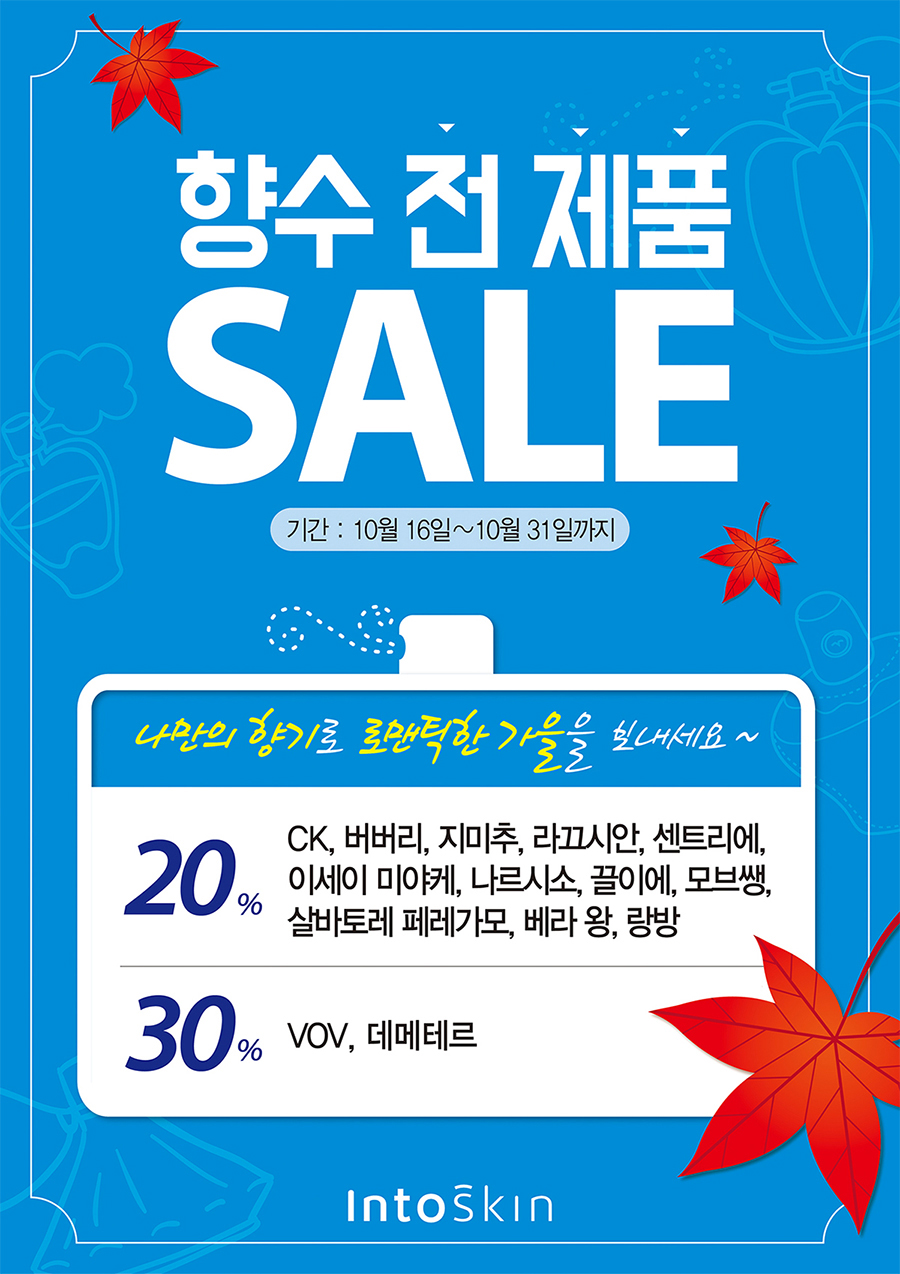 향수 전 제품
SALE
기간 : 10월 16일~10월 31일까지
나만의 향기로 로맨틱한 가을을 보내세요~
20%
CK, 버버리, 지미추, 라끄시안, 센트리에,
이세이 미야케, 나르시소, 끌이에, 모브쌩,
살바토레 페레가모, 베라 왕, 랑방
30%
VOV, 데메테르
IntoSkin